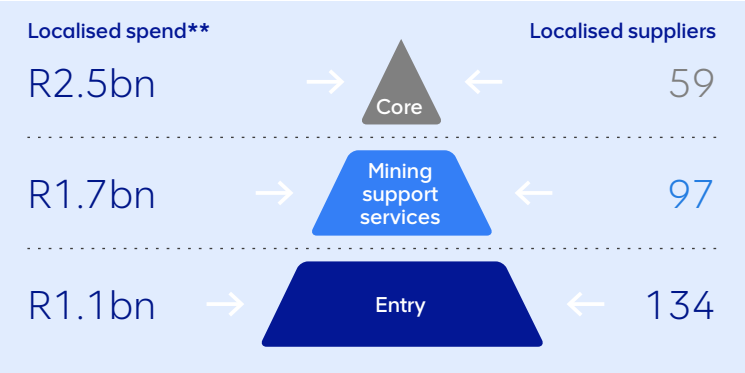 Localised spend**
Localised suppliers
R2.5bn
Core
59
R1.7bn
Mining
support
services
97
R1.1bn
Entry
134